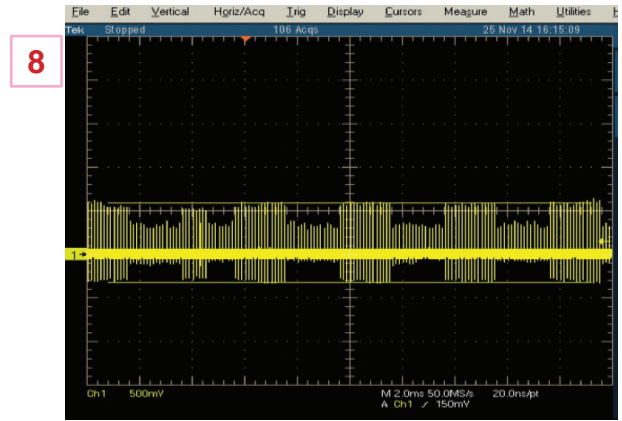 File Edit Vertical Horiz/Acq Trig Display Cursors Measure Math Utilities H
Tek Stopped 106 Acqs 25 Nov 14 16:15:09
8
1
Ch1 500mV M 2.0ms 50.0MS/s 20.0ns/pt
A Ch1 150mV